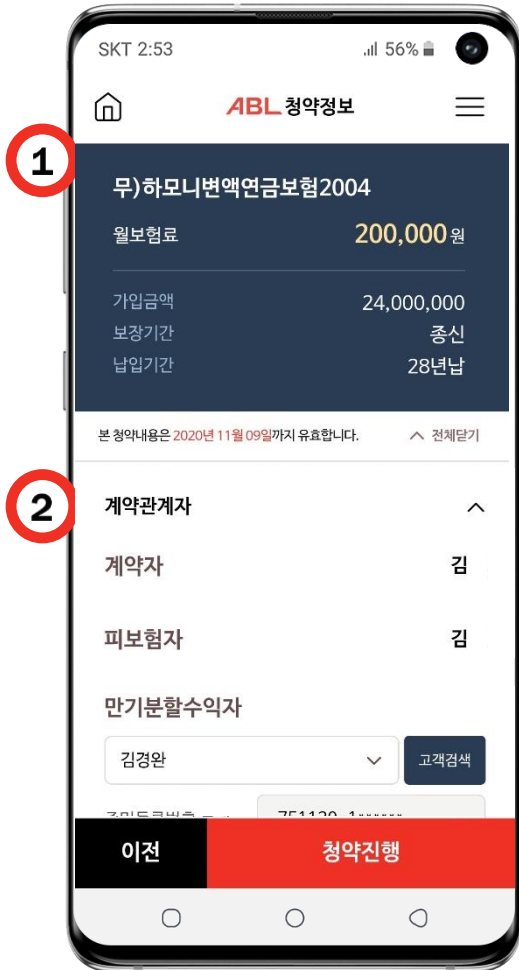 SKT 2:53 56%
ABL 청약정보
1
무)하모니변액연금보험2004
월보험료 200,000 원
가입금액 24,000,000
보장기간 종신
납입기간 28년납
본 청약내용은 2020년 11월 09일까지 유효합니다. 전체닫기
2
계약관계자
계약자 김
피보험자 김
만기분할수익자
김경완 고객검색
이전 청약진행